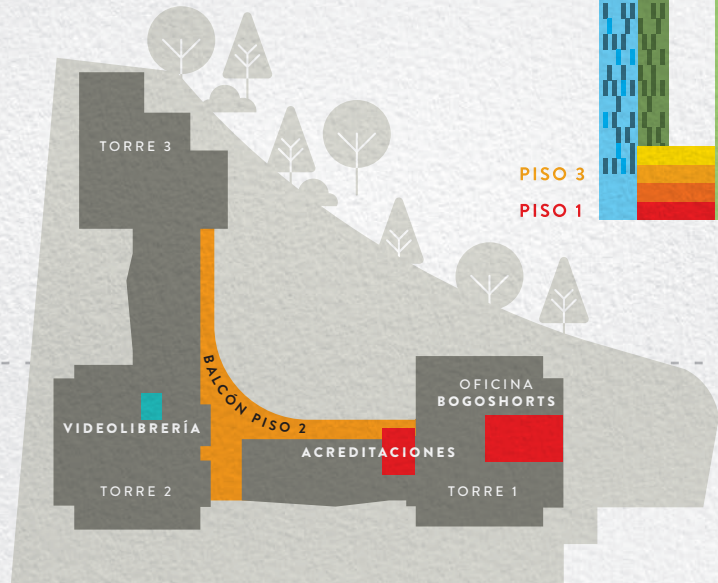 TORRE 3
PISO 3
PISO 1
BALCÓN PISO 2
OFICINA
BOGOSHORTS
VIDEOLIBRERÍA
ACREDITACIONES
TORRE 2
TORRE 1